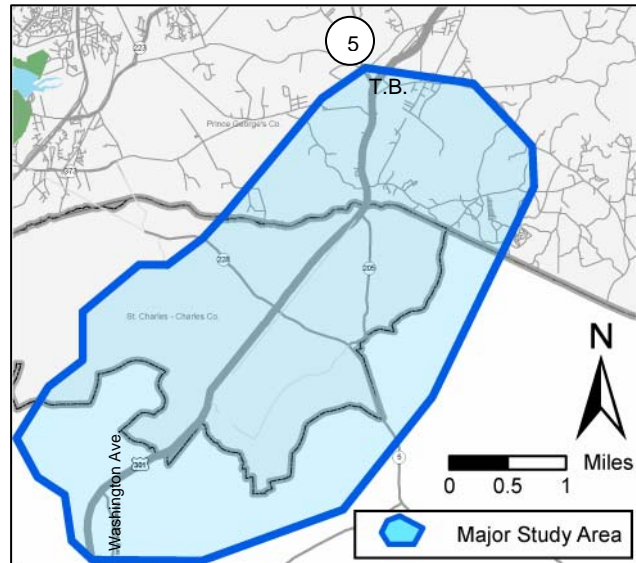 5
T.B.
223
Prince George's Co.
373
228
205
St. Charles - Charles Co.
N
301
Washington Ave.
5
Miles
0 0.5 1
Major Study Area